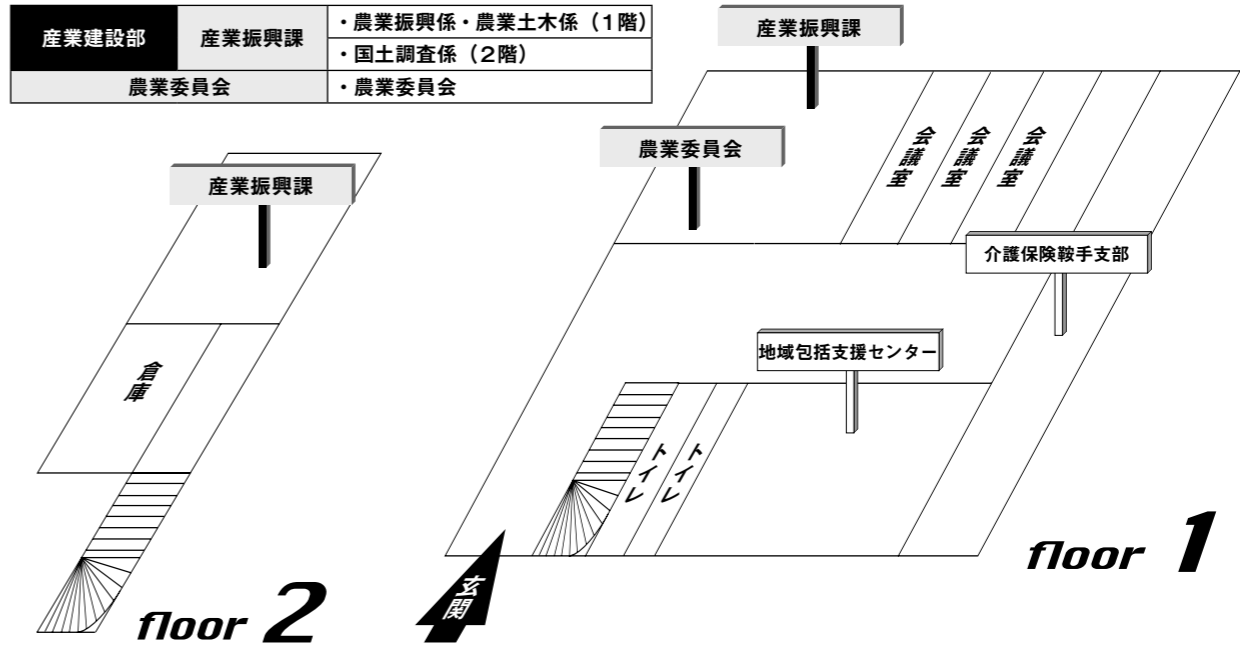 産業建設部
産業振興課
・農業振興係・農業土木係（1階）
・国土調査係（2階）
農業委員会
・農業委員会
産業振興課
農業委員会
会議室
会議室
会議室
介護保険鞍手支部
地域包括支援センター
トイレ
トイレ
玄関
floor 1
産業振興課
倉庫
floor 2